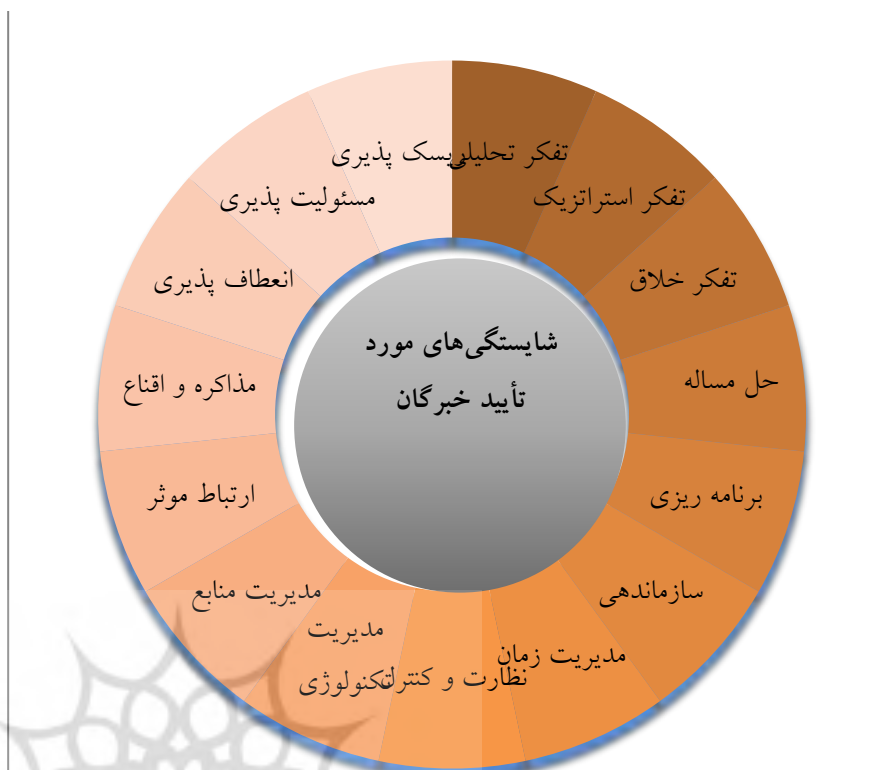 شایستگی‌های مورد
تأیید خبرگان
تفکر تحلیلی
تفکر استراتزیک
تفکر خلاق
حل مساله
برنامه ریزی
سازماندهی
مدیریت زمان
نظارت و کنترل
مدیریت
تکنولوژی
مدیریت منابع
ارتباط موثر
مذاکره و اقناع
انعطاف پذیری
مسئولیت پذیری
ریسک پذیری